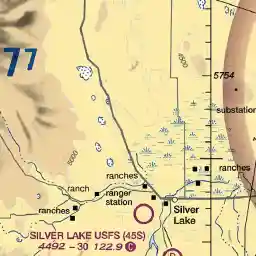 77
5754
substation
5000
ranches
ranches
ranch
ranger
station
ranches
Silver
Lake
SILVER LAKE USFS (45S)
4492 - 30 122.9 C
R